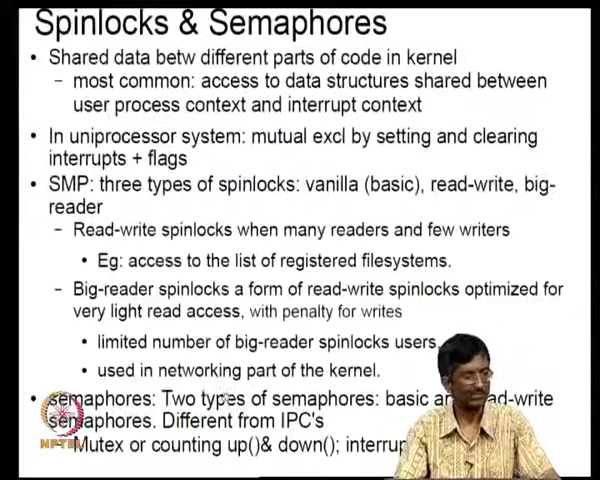 Spinlocks & Semaphores
• Shared data betw different parts of code in kernel
– most common: access to data structures shared between
user process context and interrupt context
• In uniprocessor system: mutual excl by setting and clearing
interrupts + flags
• SMP: three types of spinlocks: vanilla (basic), read-write, big-
reader
– Read-write spinlocks when many readers and few writers
• Eg: access to the list of registered filesystems.
– Big-reader spinlocks a form of read-write spinlocks optimized for
very light read access, with penalty for writes
• limited number of big-reader spinlocks users.
• used in networking part of the kernel.
• semaphores: Two types of semaphores: basic ad-write
semaphores. Different from IPC's
Mutex or counting up()& down(); interrup
NPTEL